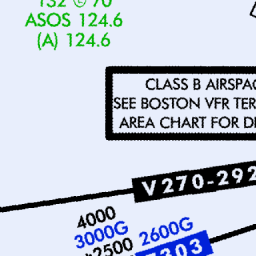 132 © 70
ASOS 124.6
(A) 124.6
CLASS B AIRSPA
SEE BOSTON VFR TER
AREA CHART FOR D
V270-292
4000
3000G
*2500 2600G
303